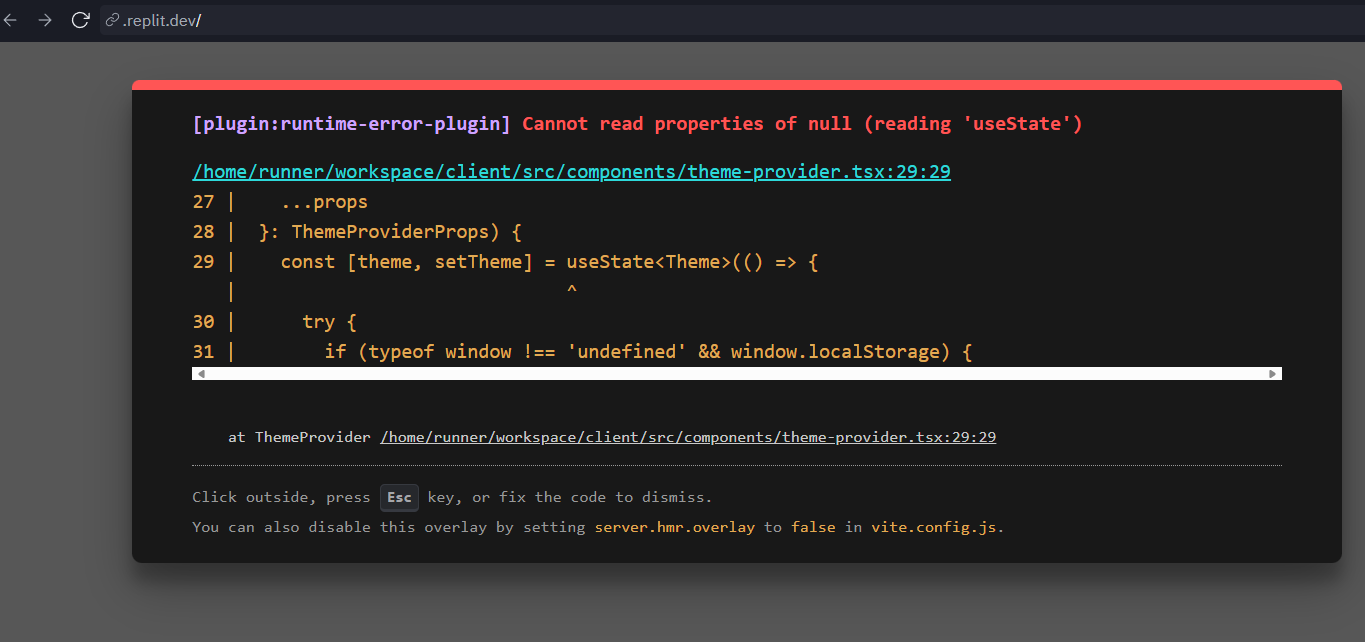 .replit.dev/
[plugin:runtime-error-plugin] Cannot read properties of null (reading 'useState')
/home/runner/workspace/client/src/components/theme-provider.tsx:29:29
27 |    ...props
28 |  }: ThemeProviderProps) {
29 |    const [theme, setTheme] = useState<Theme>(() => {
   |                              ^
30 |      try {
31 |        if (typeof window !== 'undefined' && window.localStorage) {
at ThemeProvider /home/runner/workspace/client/src/components/theme-provider.tsx:29:29
Click outside, press Esc key, or fix the code to dismiss.
You can also disable this overlay by setting server.hmr.overlay to false in vite.config.js.